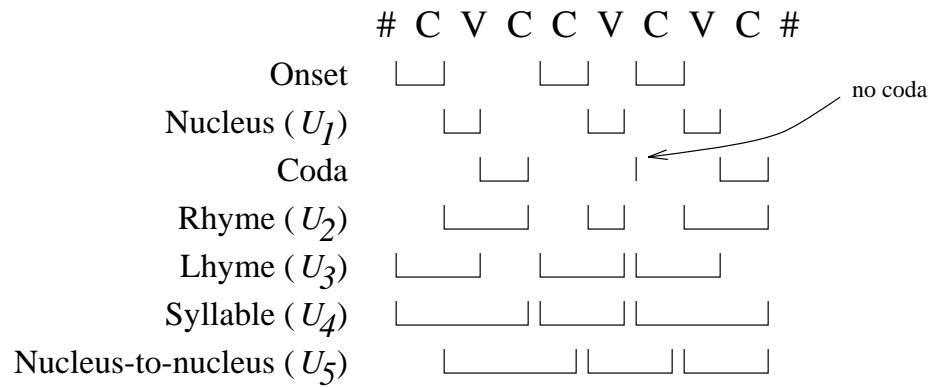 # C V C C V C V C #
Onset
no coda
Nucleus (U1)
Coda
Rhyme (U2)
Lhyme (U3)
Syllable (U4)
Nucleus-to-nucleus (U5)